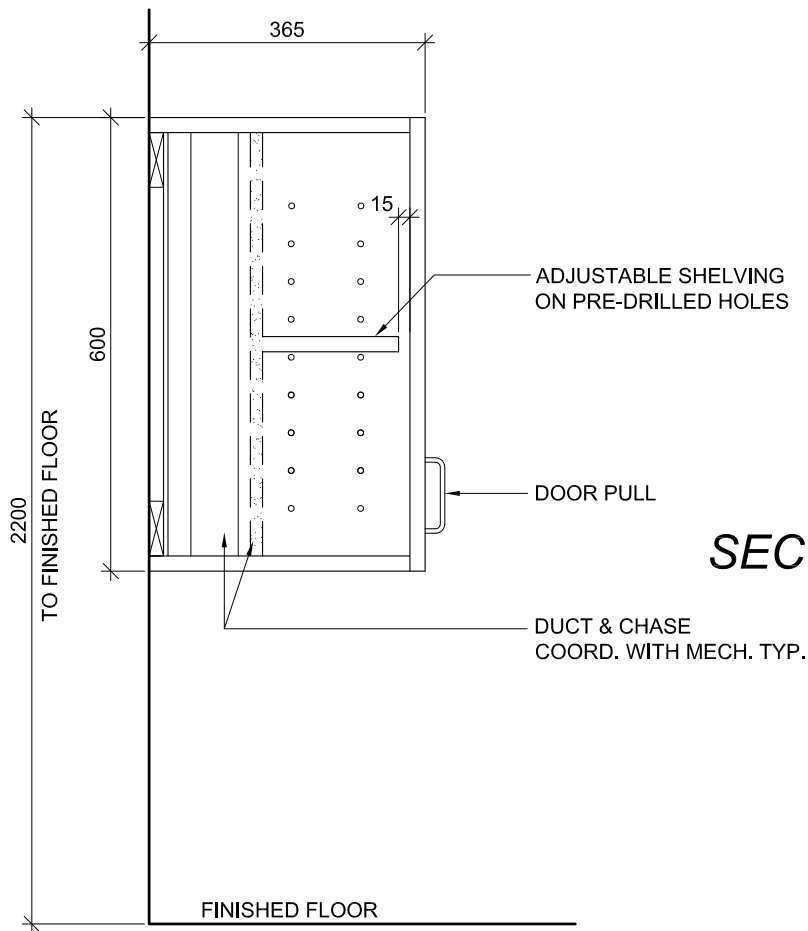 365
15
ADJUSTABLE SHELVING
ON PRE-DRILLED HOLES
600
2200
TO FINISHED FLOOR
DOOR PULL
SEC
DUCT & CHASE
COORD. WITH MECH. TYP.
FINISHED FLOOR